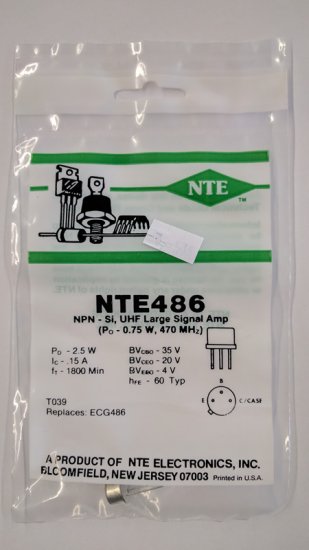 NTE
TM
NTE486
NPN - Si, UHF Large Signal Amp
(PO - 0.75 W, 470 MHz)
PD - 2.5 W
IC - .15 A
fT - 1800 Min
BVCBO - 35 V
BVCEO - 20 V
BVEBO - 4 V
hFE - 60 Typ
B
E
C/CASE
TO39
Replaces: ECG486
A PRODUCT OF NTE ELECTRONICS, INC.
BLOOMFIELD, NEW JERSEY 07003 Printed in U.S.A.